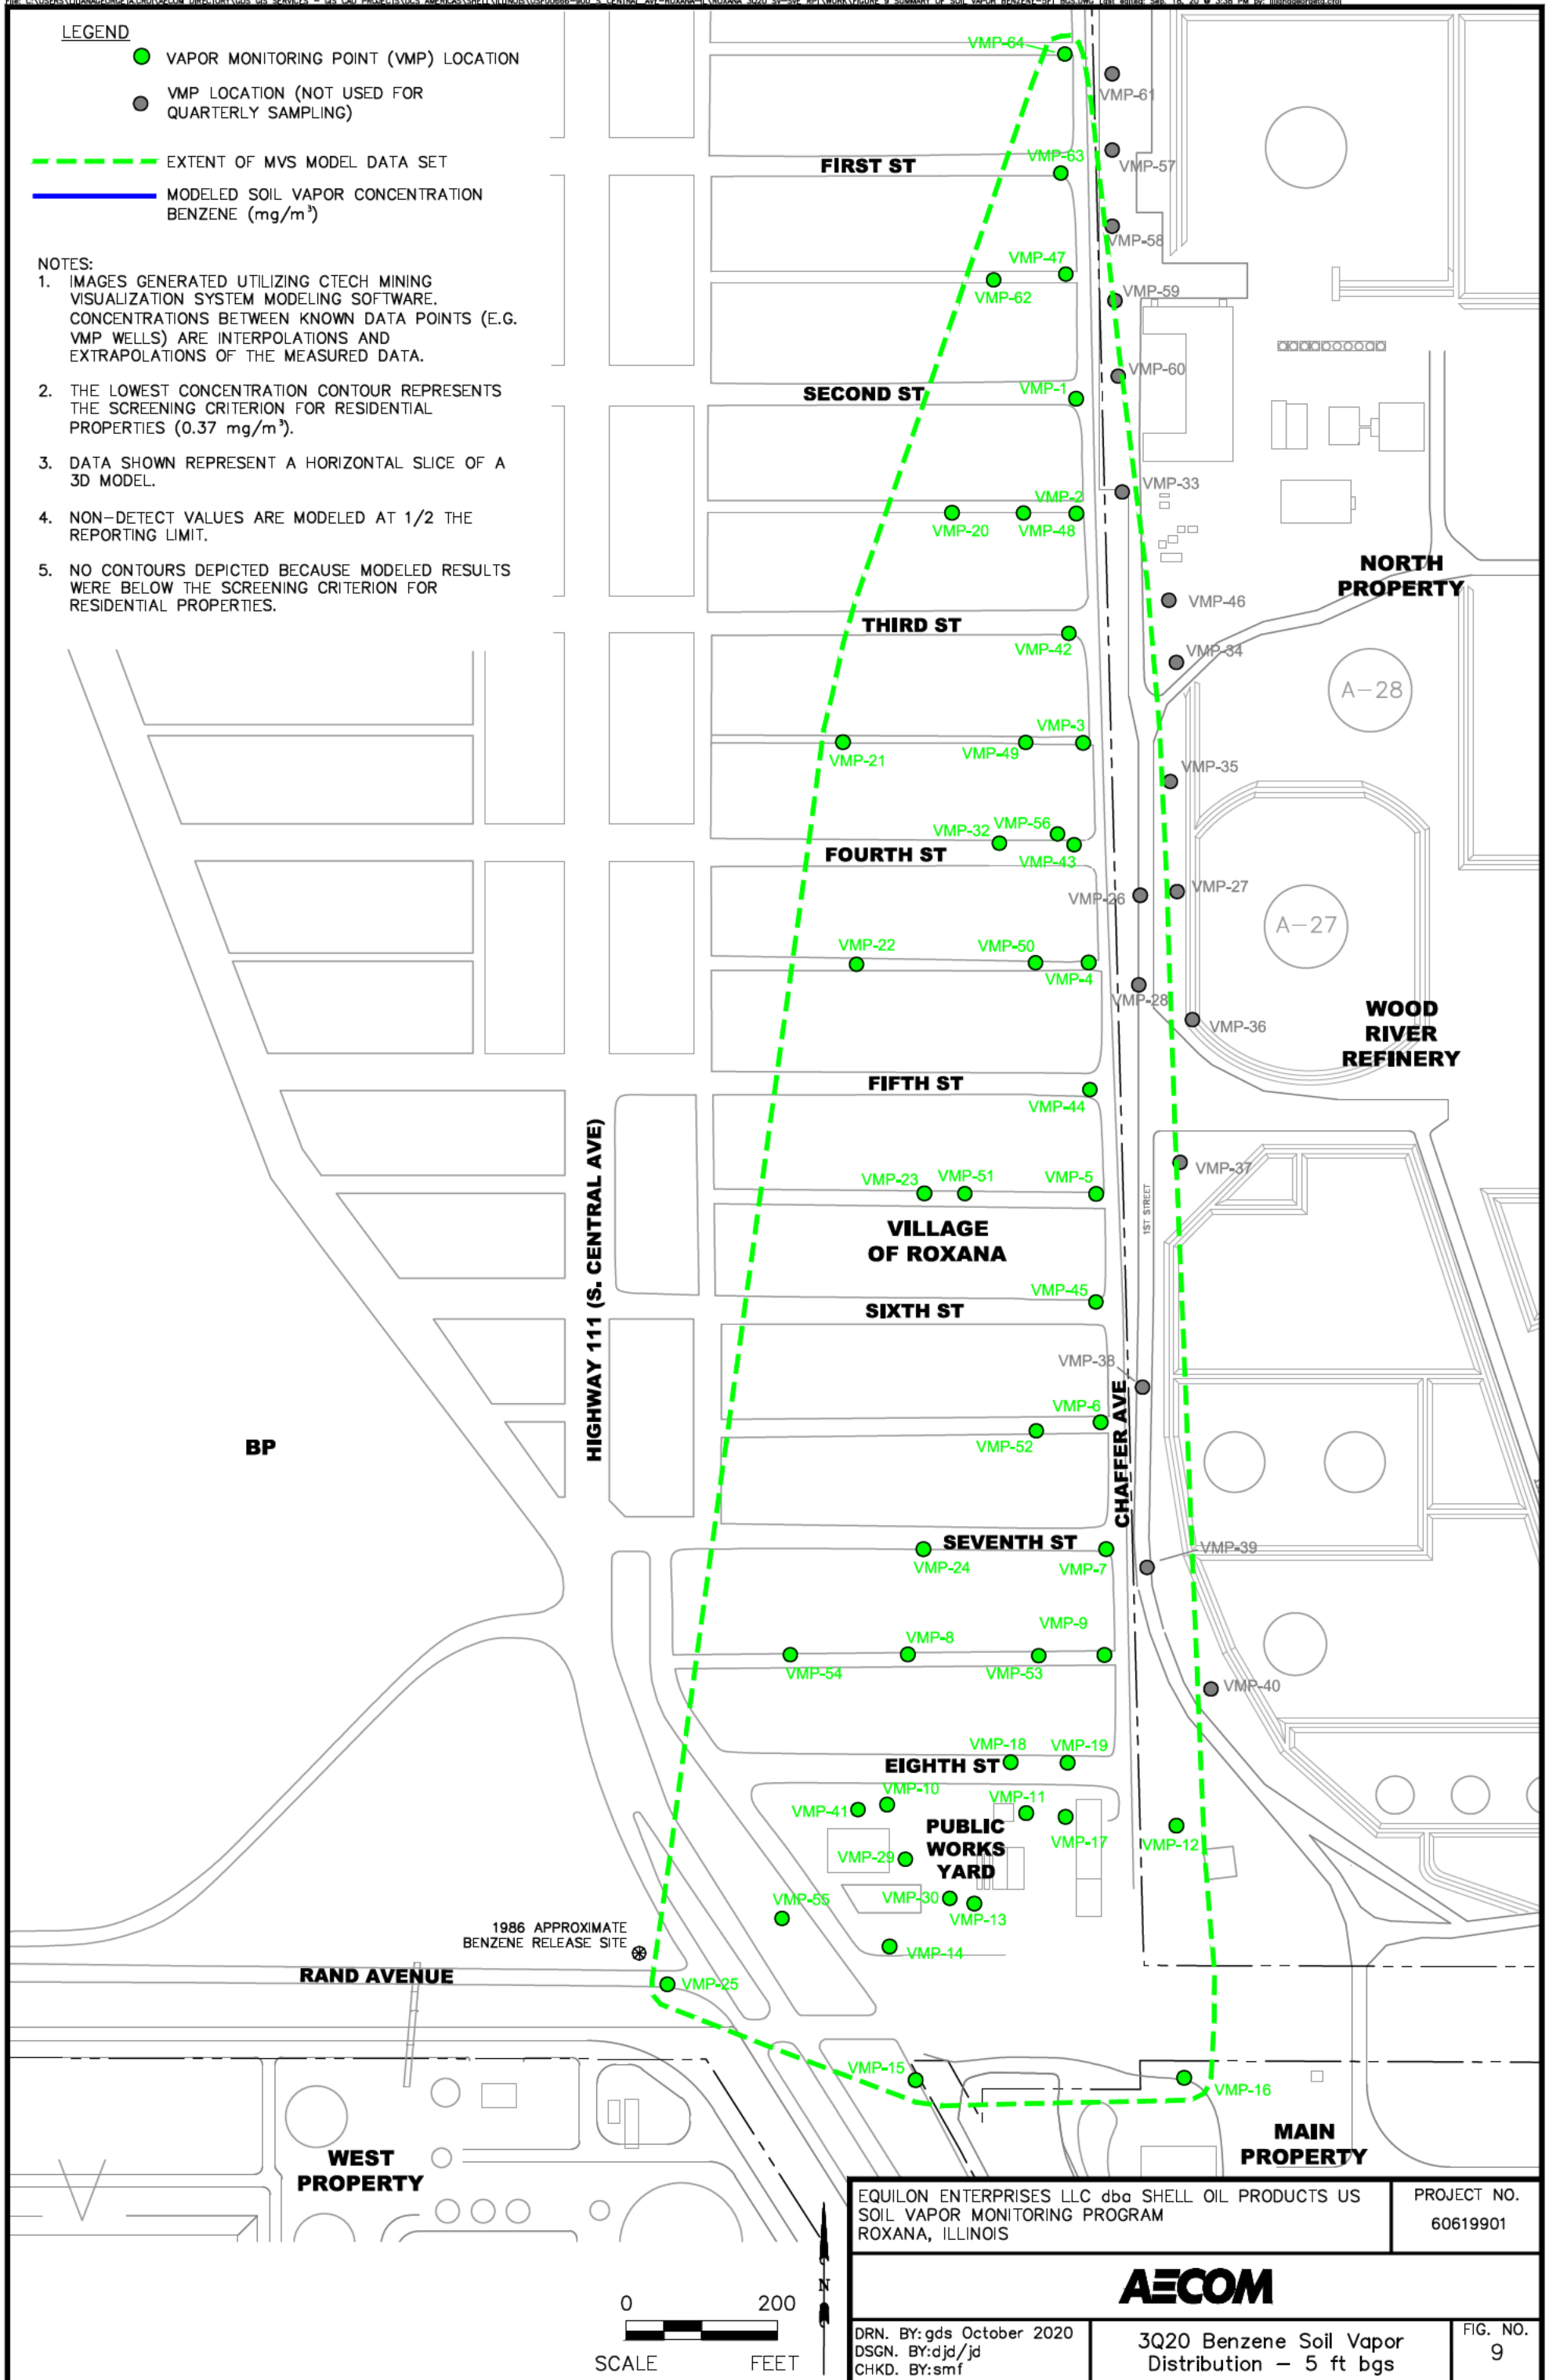 File: C:\USERS\LILIANAGEORGETA.CROI\AECOM DIRECTORY\GDS GIS SERVICES - GIS CAD PROJECTS\DCS AMERICAS\SHELL\ILLINOIS\
LEGEND
VAPOR MONITORING POINT (VMP) LOCATION
VMP LOCATION (NOT USED FOR
QUARTERLY SAMPLING)
EXTENT OF MVS MODEL DATA SET
MODELED SOIL VAPOR CONCENTRATION
BENZENE (mg/m³)
NOTES:
1. IMAGES GENERATED UTILIZING CTECH MINING
VISUALIZATION SYSTEM MODELING SOFTWARE.
CONCENTRATIONS BETWEEN KNOWN DATA POINTS (E.G.
VMP WELLS) ARE INTERPOLATIONS AND
EXTRAPOLATIONS OF THE MEASURED DATA.
2. THE LOWEST CONCENTRATION CONTOUR REPRESENTS
THE SCREENING CRITERION FOR RESIDENTIAL
PROPERTIES (0.37 mg/m³).
3. DATA SHOWN REPRESENT A HORIZONTAL SLICE OF A
3D MODEL.
4. NON-DETECT VALUES ARE MODELED AT 1/2 THE
REPORTING LIMIT.
5. NO CONTOURS DEPICTED BECAUSE MODELED RESULTS
WERE BELOW THE SCREENING CRITERION FOR
RESIDENTIAL PROPERTIES.
VMP-64
VMP-61
FIRST ST
VMP-63
VMP-57
VMP-58
VMP-47
VMP-62
VMP-59
VMP-60
SECOND ST
VMP-1
VMP-33
VMP-2
VMP-20
VMP-48
NORTH
PROPERTY
VMP-46
THIRD ST
VMP-42
VMP-34
A-28
VMP-3
VMP-21
VMP-49
VMP-35
VMP-32
VMP-56
FOURTH ST
VMP-43
VMP-26
VMP-27
A-27
VMP-22
VMP-50
VMP-4
VMP-28
VMP-36
WOOD
RIVER
REFINERY
FIFTH ST
VMP-44
HIGHWAY 111 (S. CENTRAL AVE)
VMP-23
VMP-51
VMP-5
VMP-37
1ST STREET
VILLAGE
OF ROXANA
VMP-45
SIXTH ST
VMP-38
CHAFFER AVE
VMP-6
VMP-52
BP
SEVENTH ST
VMP-24
VMP-7
VMP-39
VMP-9
VMP-8
VMP-54
VMP-53
VMP-40
VMP-18
VMP-19
EIGHTH ST
VMP-10
VMP-41
VMP-11
PUBLIC
WORKS
YARD
VMP-17
VMP-12
VMP-29
VMP-55
VMP-30
VMP-13
VMP-14
1986 APPROXIMATE
BENZENE RELEASE SITE
RAND AVENUE
VMP-25
VMP-15
VMP-16
WEST
PROPERTY
MAIN
PROPERTY
EQUILON ENTERPRISES LLC dba SHELL OIL PRODUCTS US
SOIL VAPOR MONITORING PROGRAM
ROXANA, ILLINOIS
PROJECT NO.
60619901
AECOM
N
0 200
SCALE FEET
DRN. BY:gds October 2020
DSGN. BY:djd/jd
CHKD. BY:smf
3Q20 Benzene Soil Vapor
Distribution – 5 ft bgs
FIG. NO.
9